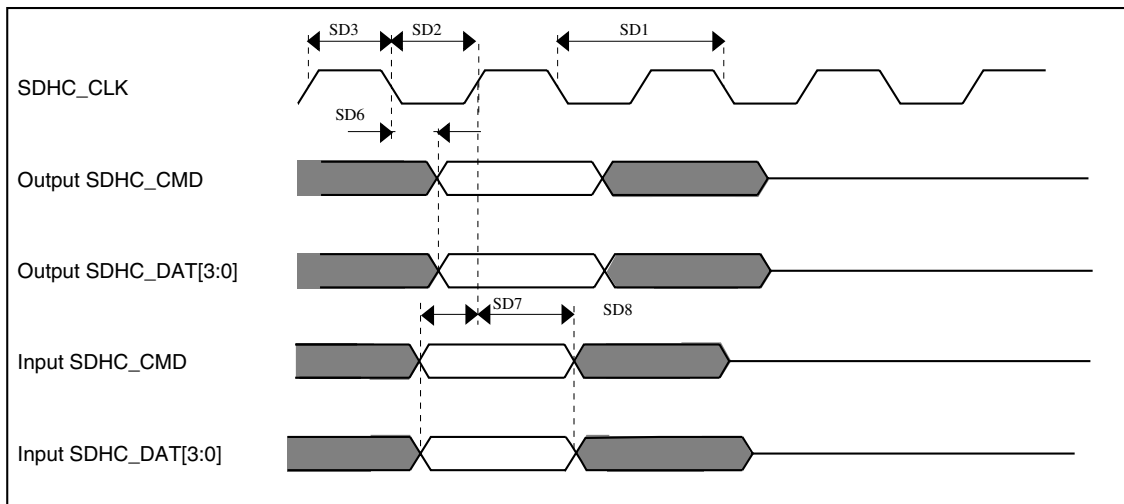 SD3 SD2 SD1
SDHC_CLK
SD6
Output SDHC_CMD
Output SDHC_DAT[3:0]
SD7 SD8
Input SDHC_CMD
Input SDHC_DAT[3:0]